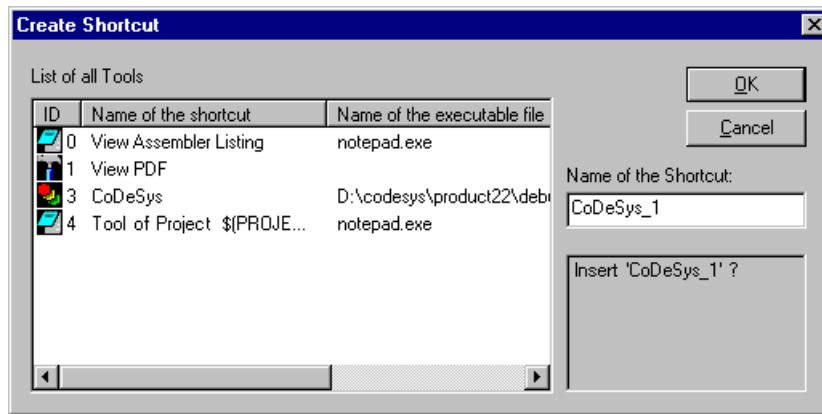 Create Shortcut
List of all Tools
OK
Cancel
ID Name of the shortcut Name of the executable file
0 View Assembler Listing notepad.exe
1 View PDF
3 CoDeSys D:\codesys\product22\debu
4 Tool of Project $(PROJE... notepad.exe
Name of the Shortcut:
CoDeSys_1
Insert 'CoDeSys_1' ?